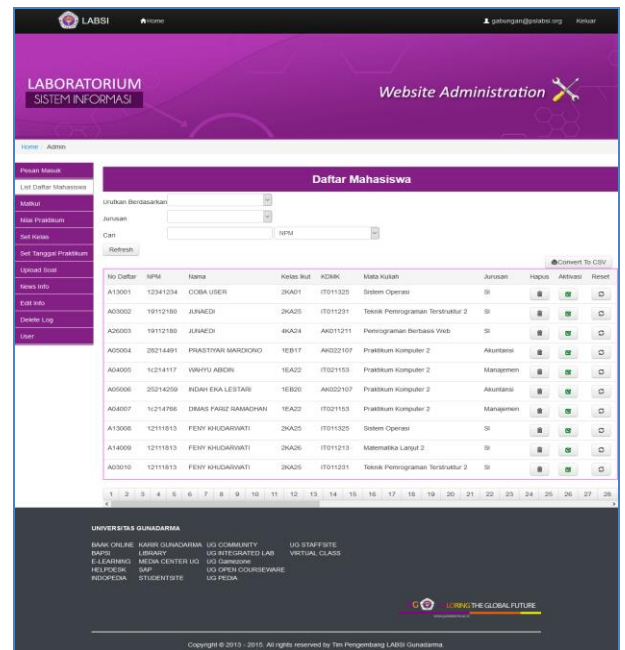 LABSI Home gabungan@pslabsi.org Keluar
LABORATORIUM
SISTEM INFORMASI
Website Administration
Home / Admin
Pesan Masuk
List Daftar Mahasiswa
Matkul
Nilai Praktikum
Set Kelas
Set Tanggal Praktikum
Upload Soal
News Info
Edit Info
Delete Log
User
Daftar Mahasiswa
Urutkan Berdasarkan
Jurusan
Cari NPM
Refresh
Convert To CSV
No Daftar NPM Nama Kelas Ikut KDMK Mata Kuliah Jurusan Hapus Aktivasi Reset
A13001 12341234 COBA USER 2KA01 IT011325 Sistem Operasi SI
A03002 19112180 JUNAEDI 2KA25 IT011231 Teknik Pemrograman Terstruktur 2 SI
A26003 19112180 JUNAEDI 4KA24 AK011211 Pemrograman Berbasis Web SI
A05004 28214491 PRASTIYAR MARDIONO 1EB17 AK022107 Praktikum Komputer 2 Akuntansi
A04005 1c214117 WAHYU ABIDIN 1EA22 IT021153 Praktikum Komputer 2 Manajemen
A05006 25214259 INDAH EKA LESTARI 1EB20 AK022107 Praktikum Komputer 2 Akuntansi
A04007 1c214766 DIMAS FARIZ RAMADHAN 1EA22 IT021153 Praktikum Komputer 2 Manajemen
A13008 12111813 FENY KHUDARWATI 2KA25 IT011325 Sistem Operasi SI
A14009 12111813 FENY KHUDARWATI 2KA26 IT011213 Matematika Lanjut 2 SI
A03010 12111813 FENY KHUDARWATI 2KA25 IT011231 Teknik Pemrograman Terstruktur 2 SI
1 2 3 4 5 6 7 8 9 10 11 12 13 14 15 16 17 18 19 20 21 22 23 24 25 26 27 28
UNIVERSITAS GUNADARMA
BAAK ONLINE KARIR GUNADARMA UG COMMUNITY UG STAFFSITE
BAPSI LIBRARY UG INTEGRATED LAB VIRTUAL CLASS
E-LEARNING MEDIA CENTER UG UG Gamezone
HELPDESK SAP UG OPEN COURSEWARE
INDOPEDIA STUDENTSITE UG PEDIA
G LORING THE GLOBAL FUTURE
Copyright © 2013 - 2015. All rights reserved by Tim Pengembang LABSI Gunadarma.